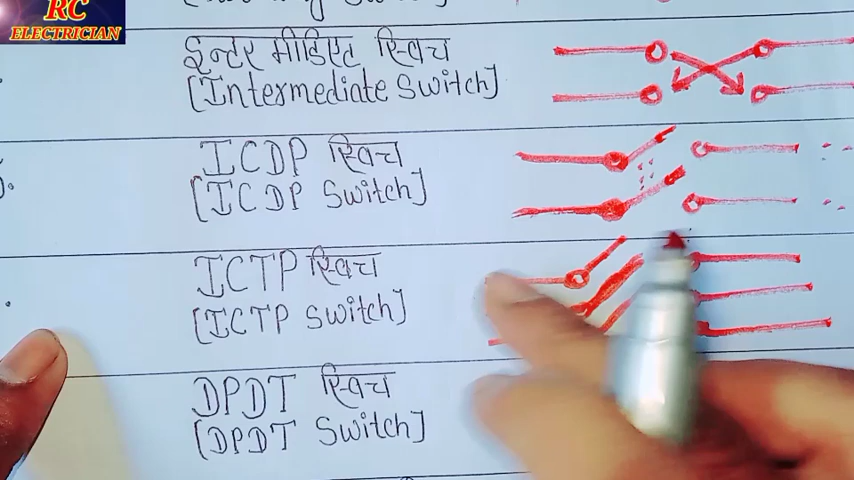 RC
ELECTRICIAN
इन्टर मीडिएट स्विच
[Intermediate Switch]
ICDP स्विच
[ICDP Switch]
ICTP स्विच
[ICTP Switch]
DPDT स्विच
[DPDT Switch]